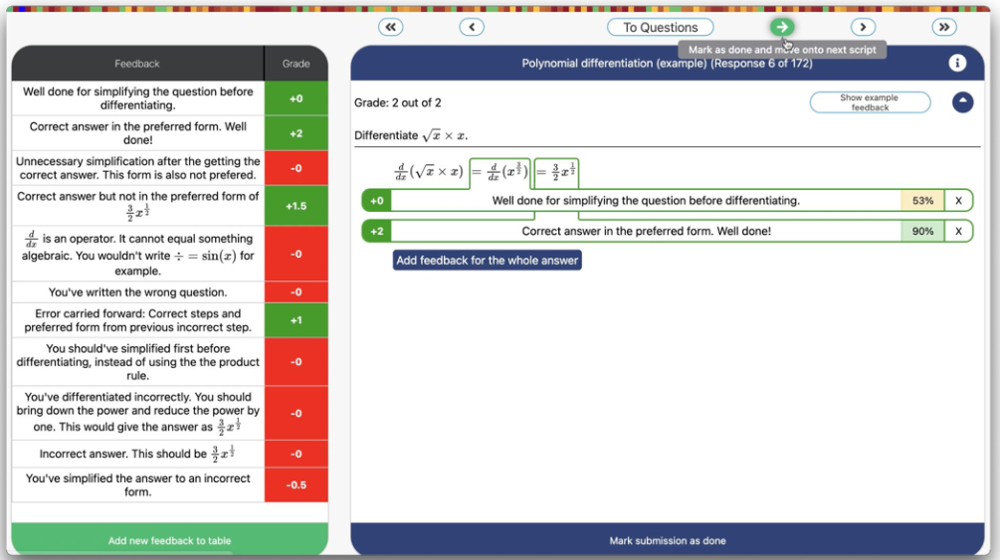 To Questions
Mark as done and move onto next script
Feedback
Grade
Well done for simplifying the question before
differentiating.
+0
Correct answer in the preferred form. Well
done!
+2
Unnecessary simplification after the getting the
correct answer. This form is also not prefered.
-0
Correct answer but not in the preferred form of
$\frac{3}{2}x^{\frac{1}{2}}$
+1.5
$\frac{d}{dx}$ is an operator. It cannot equal something
algebraic. You wouldn't write ÷ = sin(x) for
example.
-0
You've written the wrong question.
-0
Error carried forward: Correct steps and
preferred form from previous incorrect step.
+1
You should've simplified first before
differentiating, instead of using the the product
rule.
-0
You've differentiated incorrectly. You should
bring down the power and reduce the power by
one. This would give the answer as $\frac{3}{2}x^{\frac{1}{2}}$
-0
Incorrect answer. This should be $\frac{3}{2}x^{\frac{1}{2}}$
-0
You've simplified the answer to an incorrect
form.
-0.5
Add new feedback to table
Polynomial differentiation (example) (Response 6 of 172)
i
Grade: 2 out of 2
Show example
feedback
Differentiate $\sqrt{x} \times x$.
$\frac{d}{dx}(\sqrt{x} \times x) = \frac{d}{dx}(x^{\frac{3}{2}}) = \frac{3}{2}x^{\frac{1}{2}}$
+0 Well done for simplifying the question before differentiating. 53% X
+2 Correct answer in the preferred form. Well done! 90% X
Add feedback for the whole answer
Mark submission as done